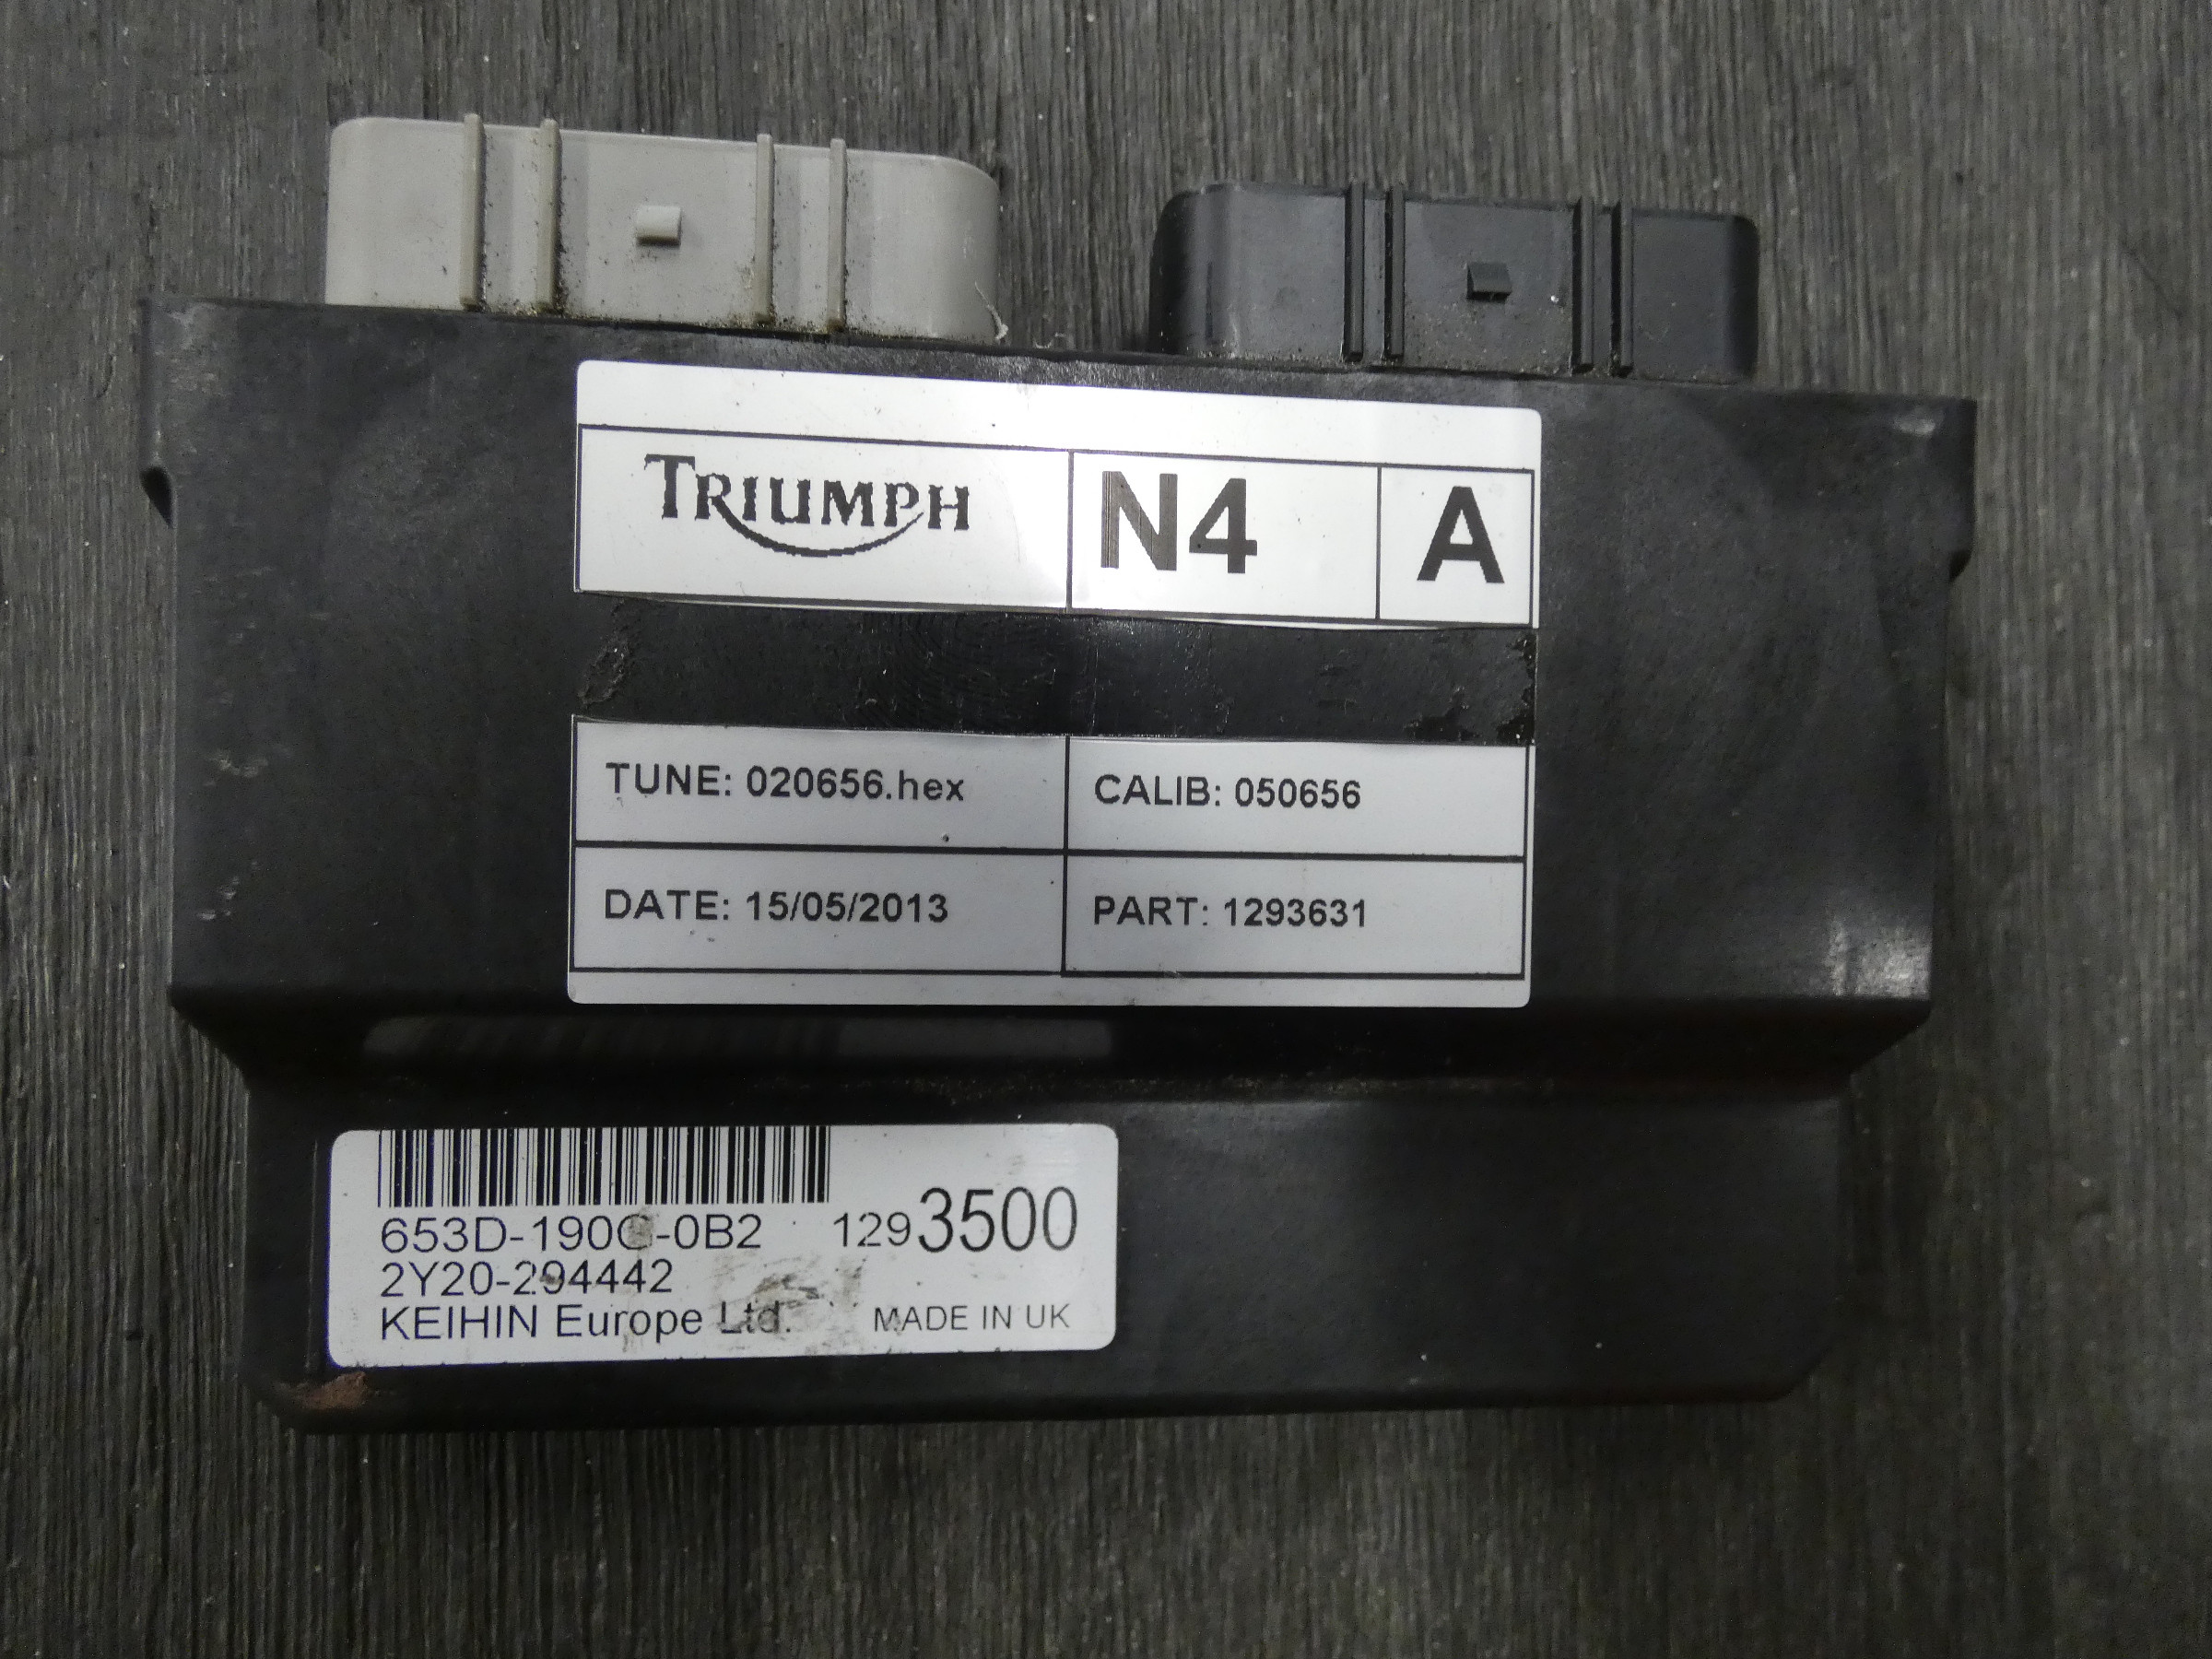 TRIUMPH N4 A
TUNE: 020656.hex CALIB: 050656
DATE: 15/05/2013 PART: 1293631
653D-190C-0B2 1293500
2Y20-294442
KEIHIN Europe Ltd. MADE IN UK